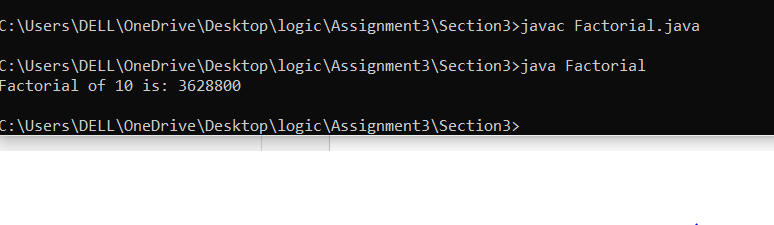 C:\Users\DELL\OneDrive\Desktop\logic\Assignment3\Section3>javac Factorial.java
C:\Users\DELL\OneDrive\Desktop\logic\Assignment3\Section3>java Factorial
Factorial of 10 is: 3628800
C:\Users\DELL\OneDrive\Desktop\logic\Assignment3\Section3>